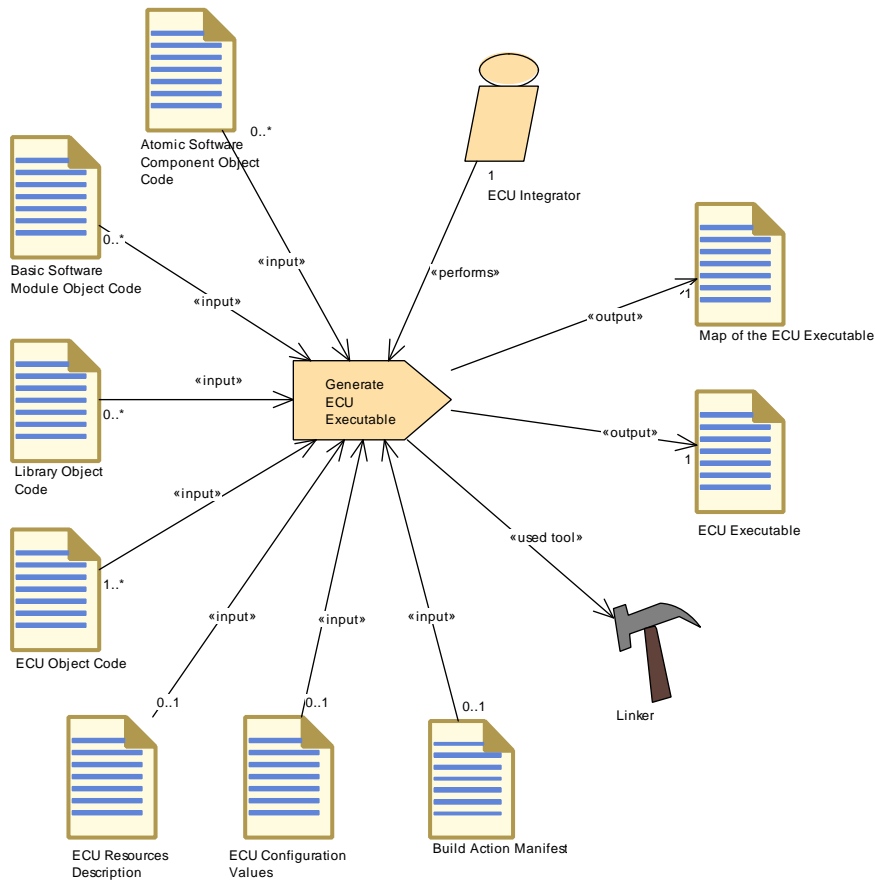 0..*
Atomic Software
Component Object
Code
1
ECU Integrator
0..*
Basic Software
Module Object Code
«input»
«performs»
«input»
1
Map of the ECU Executable
«output»
«input»
0..*
Library Object
Code
Generate
ECU
Executable
«output»
1
ECU Executable
«input»
1..*
ECU Object Code
«used tool»
«input»
«input»
«input»
Linker
0..1
0..1
0..1
ECU Resources
Description
ECU Configuration
Values
Build Action Manifest